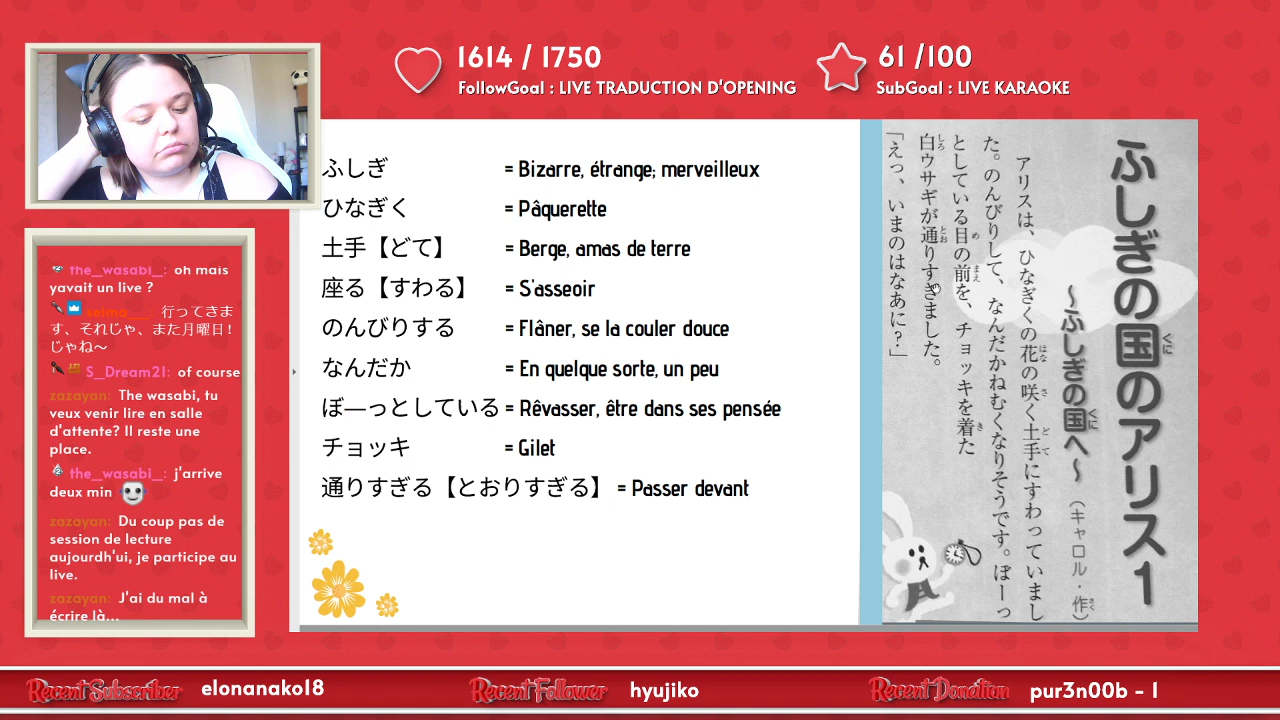 1614 / 1750
FollowGoal : LIVE TRADUCTION D'OPENING
61 /100
SubGoal : LIVE KARAOKE
the_wasabi_: oh mais
yavait un live ?
selma___: 行ってきま
す、それじゃ、また月曜日!
じゃね〜
S_Dream21: of course
zazayan: The wasabi, tu
veux venir lire en salle
d'attente? Il reste une
place.
the_wasabi_: j'arrive
deux min
zazayan: Du coup pas de
session de lecture
aujourdh'ui, je participe au
live.
zazayan: J'ai du mal à
écrire là...
ふしぎ = Bizarre, étrange; merveilleux
ひなぎく = Pâquerette
土手【どて】 = Berge, amas de terre
座る【すわる】 = S'asseoir
のんびりする = Flâner, se la couler douce
なんだか = En quelque sorte, un peu
ぼ—っとしている = Rêvasser, être dans ses pensée
チョッキ = Gilet
通りすぎる【とおりすぎる】 = Passer devant
ふしぎの国のアリス1
〜ふしぎの国へ〜 (キャロル・作)
アリスは、ひなぎくの花の咲く土手にすわっていまし
た。のんびりして、なんだかねむくなりそうです。ぼーっ
としている目の前を、チョッキを着た
白ウサギが通りすぎました。
「えっ、いまのはなあに?」
Recent Subscriber elonanako18
Recent Follower hyujiko
Recent Donation pur3n00b - 1